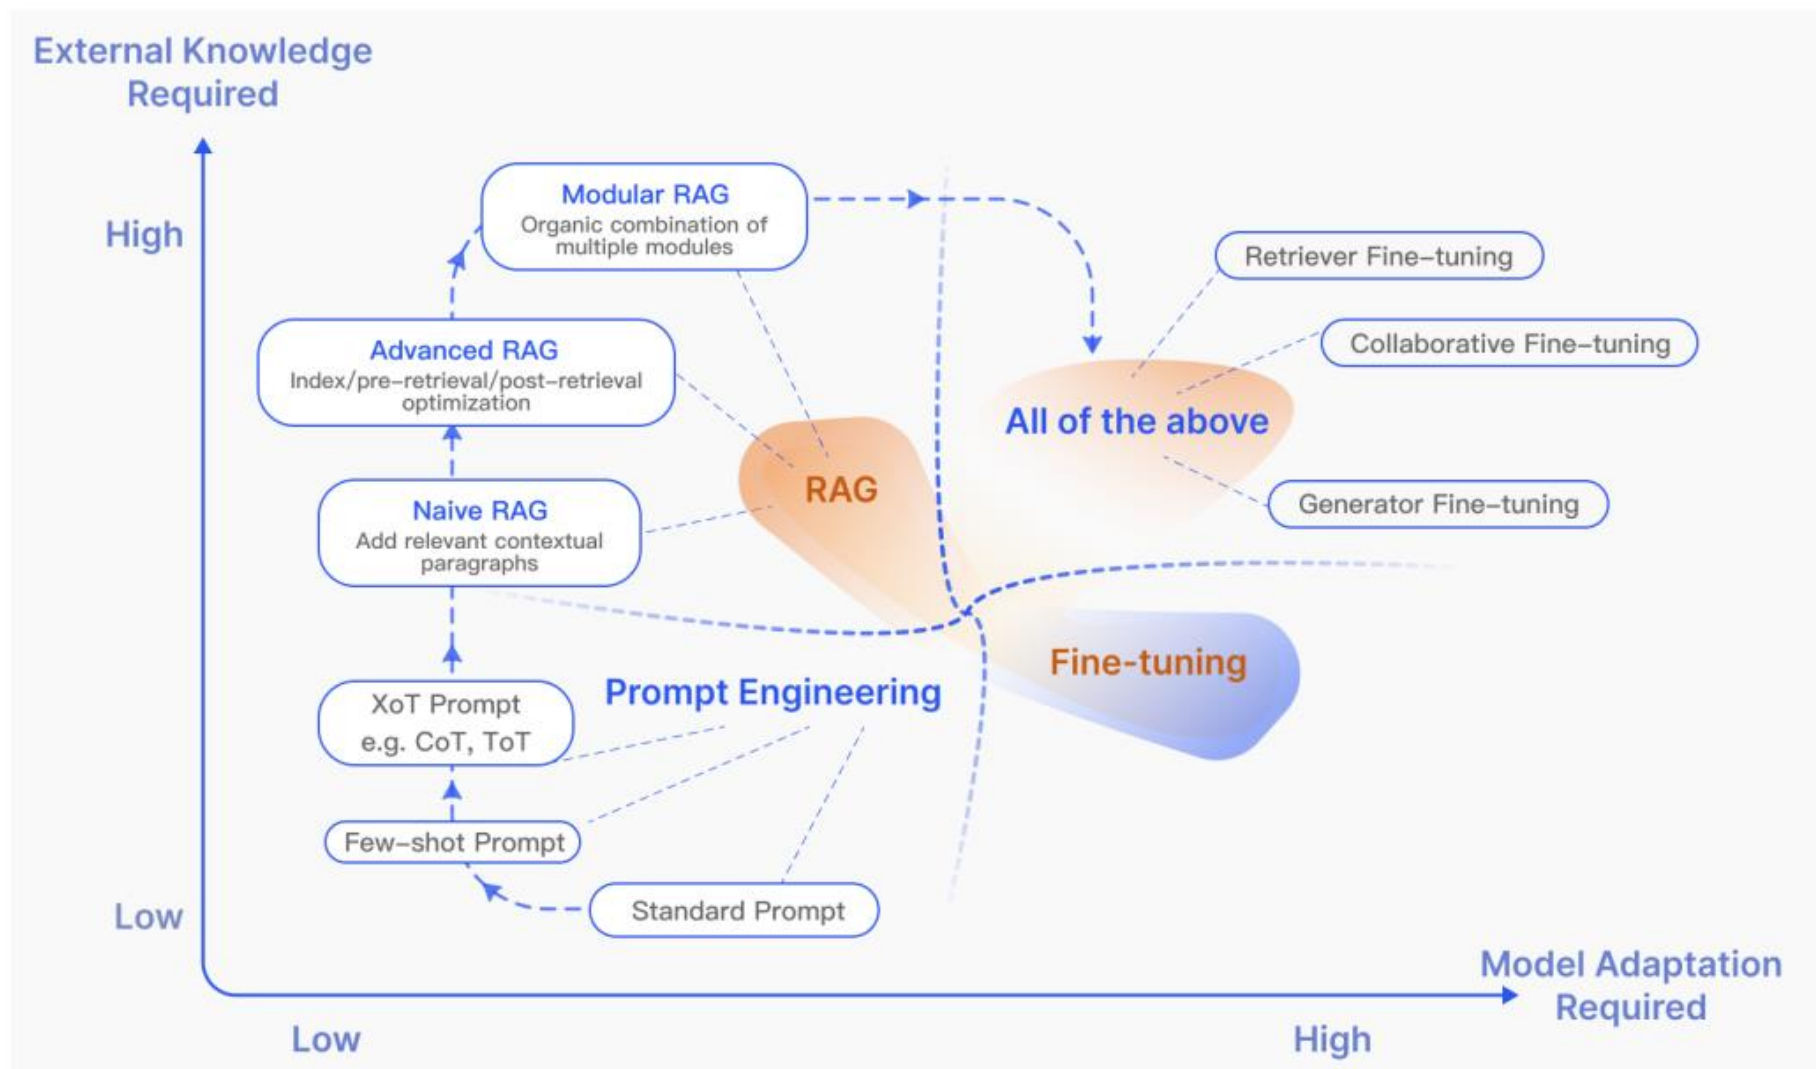 External Knowledge
Required
High
Modular RAG
Organic combination of
multiple modules
Retriever Fine-tuning
Advanced RAG
Index/pre-retrieval/post-retrieval
optimization
Collaborative Fine-tuning
All of the above
RAG
Naive RAG
Add relevant contextual
paragraphs
Generator Fine-tuning
Fine-tuning
Prompt Engineering
XoT Prompt
e.g. CoT, ToT
Few-shot Prompt
Standard Prompt
Low
Model Adaptation
Required
Low
High